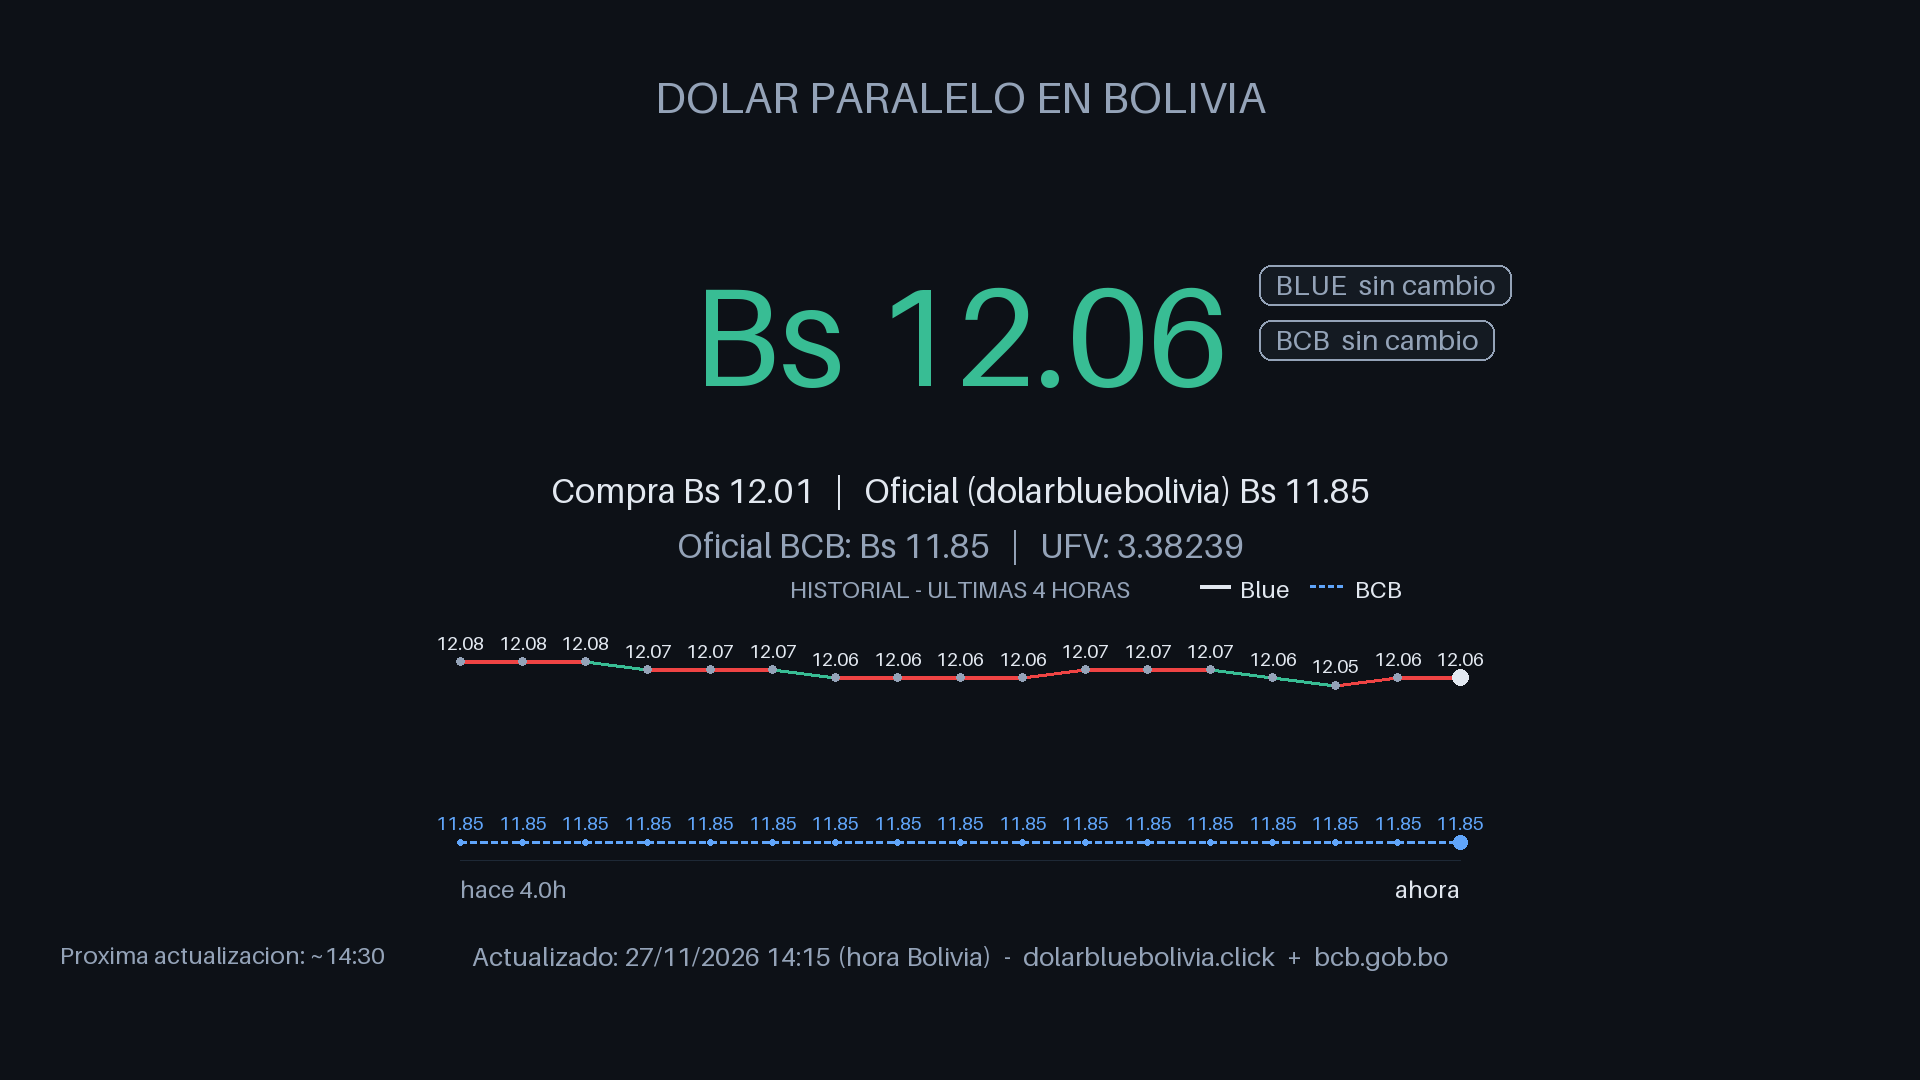 DOLAR PARALELO EN BOLIVIA
Bs 12.06
BLUE sin cambio
BCB sin cambio
Compra Bs 12.01 | Oficial (dolarbluebolivia) Bs 11.85
Oficial BCB: Bs 11.85 | UFV: 3.38239
HISTORIAL - ULTIMAS 4 HORAS
Blue
BCB
12.08 12.08 12.08 12.07 12.07 12.07 12.06 12.06 12.06 12.06 12.07 12.07 12.07 12.06 12.05 12.06 12.06
11.85 11.85 11.85 11.85 11.85 11.85 11.85 11.85 11.85 11.85 11.85 11.85 11.85 11.85 11.85 11.85 11.85
hace 4.0h
ahora
Proxima actualizacion: ~14:30
Actualizado: 27/11/2026 14:15 (hora Bolivia) - dolarbluebolivia.click + bcb.gob.bo